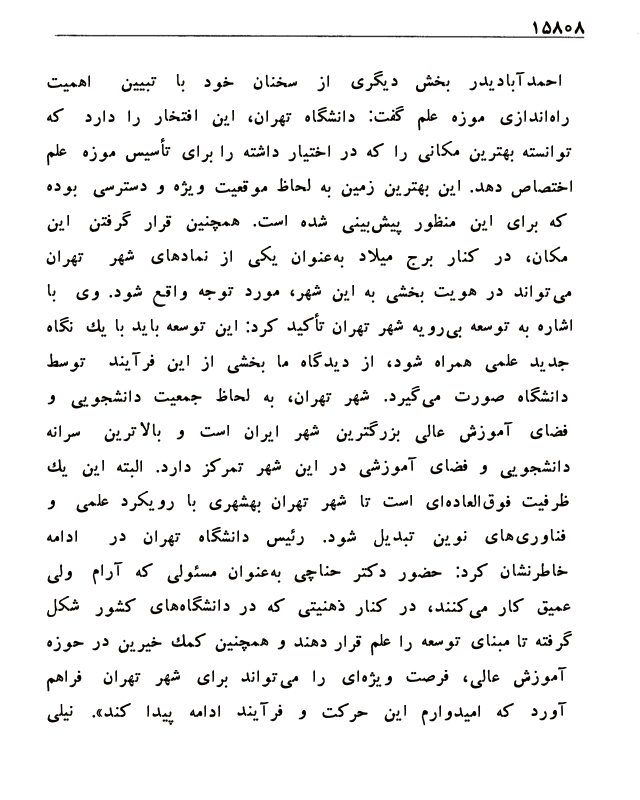 ۱۵۸۰۸
احمدآبادیدر بخش دیگری از سخنان خود با تبیین اهمیت
راه‌اندازی موزه علم گفت: دانشگاه تهران، این افتخار را دارد که
توانسته بهترین مکانی را که در اختیار داشته را برای تأسیس موزه علم
اختصاص دهد. این بهترین زمین به لحاظ موقعیت ویژه و دسترسی بوده
که برای این منظور پیش‌بینی شده است. همچنین قرار گرفتن این
مکان، در کنار برج میلاد به‌عنوان یکی از نمادهای شهر تهران
می‌تواند در هویت بخشی به این شهر، مورد توجه واقع شود. وی با
اشاره به توسعه بی‌رویه شهر تهران تأکید کرد: این توسعه باید با یك نگاه
جدید علمی همراه شود، از دیدگاه ما بخشی از این فرآیند توسط
دانشگاه صورت می‌گیرد. شهر تهران، به لحاظ جمعیت دانشجویی و
فضای آموزش عالی بزرگترین شهر ایران است و بالاترین سرانه
دانشجویی و فضای آموزشی در این شهر تمرکز دارد. البته این یك
ظرفیت فوق‌العاده‌ای است تا شهر تهران بهشهری با رویکرد علمی و
فناوری‌های نوین تبدیل شود. رئیس دانشگاه تهران در ادامه
خاطرنشان کرد: حضور دکتر حناچی به‌عنوان مسئولی که آرام ولی
عمیق کار می‌کنند، در کنار ذهنیتی که در دانشگاه‌های کشور شکل
گرفته تا مبنای توسعه را علم قرار دهند و همچنین کمك خیرین در حوزه
آموزش عالی، فرصت ویژه‌ای را می‌تواند برای شهر تهران فراهم
آورد که امیدوارم این حرکت و فرآیند ادامه پیدا کند». نیلی